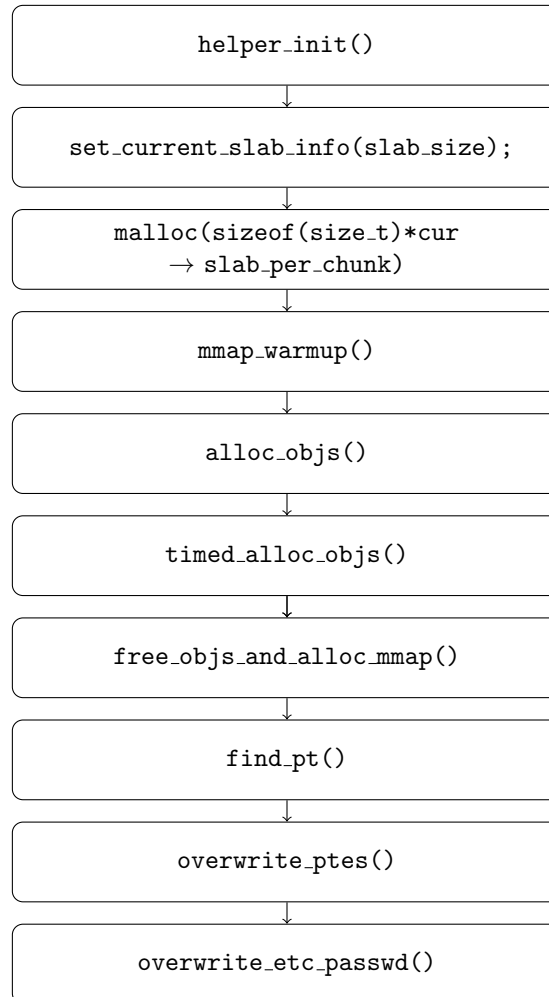 helper_init()
set_current_slab_info(slab_size);
malloc(sizeof(size_t)*cur
→ slab_per_chunk)
mmap_warmup()
alloc_objs()
timed_alloc_objs()
free_objs_and_alloc_mmap()
find_pt()
overwrite_ptes()
overwrite_etc_passwd()